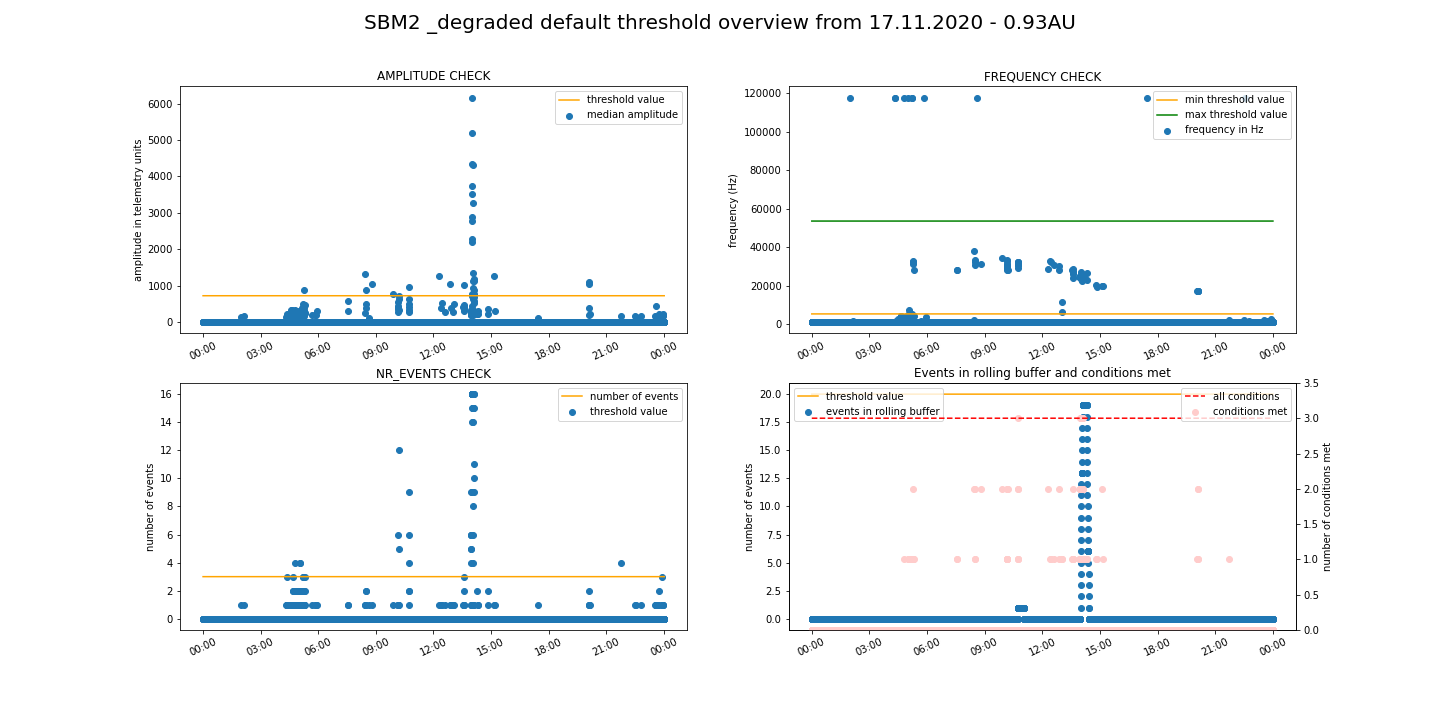 SBM2 _degraded default threshold overview from 17.11.2020 - 0.93AU
AMPLITUDE CHECK
threshold value
median amplitude
amplitude in telemetry units
6000
5000
4000
3000
2000
1000
0
00:00 03:00 06:00 09:00 12:00 15:00 18:00 21:00 00:00
FREQUENCY CHECK
min threshold value
max threshold value
frequency in Hz
frequency (Hz)
120000
100000
80000
60000
40000
20000
0
00:00 03:00 06:00 09:00 12:00 15:00 18:00 21:00 00:00
NR_EVENTS CHECK
number of events
threshold value
number of events
16
14
12
10
8
6
4
2
0
00:00 03:00 06:00 09:00 12:00 15:00 18:00 21:00 00:00
Events in rolling buffer and conditions met
threshold value
events in rolling buffer
all conditions
conditions met
number of events
20.0
17.5
15.0
12.5
10.0
7.5
5.0
2.5
0.0
3.5
3.0
2.5
2.0
1.5
1.0
0.5
0.0
number of conditions met
00:00 03:00 06:00 09:00 12:00 15:00 18:00 21:00 00:00